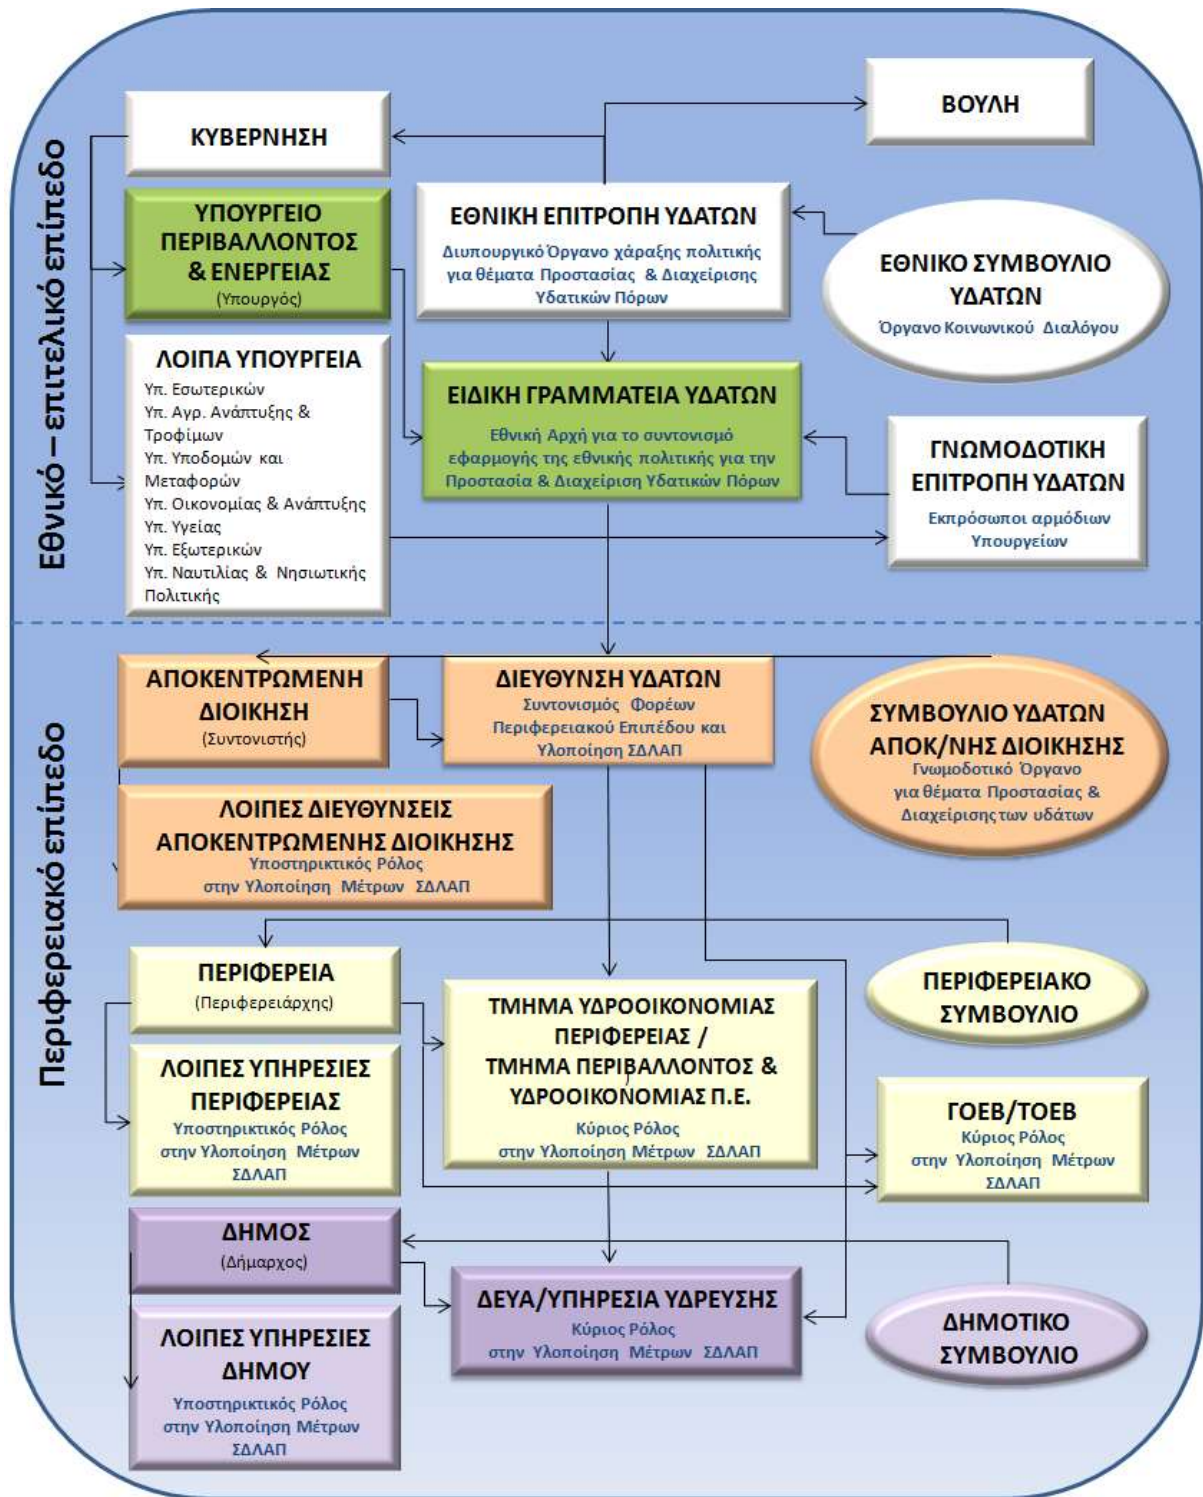 Εθνικό – επιτελικό επίπεδο
ΒΟΥΛΗ
ΚΥΒΕΡΝΗΣΗ
ΥΠΟΥΡΓΕΙΟ
ΠΕΡΙΒΑΛΛΟΝΤΟΣ
& ΕΝΕΡΓΕΙΑΣ
(Υπουργός)
ΕΘΝΙΚΗ ΕΠΙΤΡΟΠΗ ΥΔΑΤΩΝ
Διυπουργικό Όργανο χάραξης πολιτικής
για θέματα Προστασίας & Διαχείρισης
Υδατικών Πόρων
ΕΘΝΙΚΟ ΣΥΜΒΟΥΛΙΟ
ΥΔΑΤΩΝ
Όργανο Κοινωνικού Διαλόγου
ΛΟΙΠΑ ΥΠΟΥΡΓΕΙΑ
Υπ. Εσωτερικών
Υπ. Αγρ. Ανάπτυξης &
Τροφίμων
Υπ. Υποδομών και
Μεταφορών
Υπ. Οικονομίας & Ανάπτυξης
Υπ. Υγείας
Υπ. Εξωτερικών
Υπ. Ναυτιλίας & Νησιωτικής
Πολιτικής
ΕΙΔΙΚΗ ΓΡΑΜΜΑΤΕΙΑ ΥΔΑΤΩΝ
Εθνική Αρχή για το συντονισμό
εφαρμογής της εθνικής πολιτικής για την
Προστασία & Διαχείριση Υδατικών Πόρων
ΓΝΩΜΟΔΟΤΙΚΗ
ΕΠΙΤΡΟΠΗ ΥΔΑΤΩΝ
Εκπρόσωποι αρμόδιων
Υπουργείων
Περιφερειακό επίπεδο
ΑΠΟΚΕΝΤΡΩΜΕΝΗ
ΔΙΟΙΚΗΣΗ
(Συντονιστής)
ΔΙΕΥΘΥΝΣΗ ΥΔΑΤΩΝ
Συντονισμός Φορέων
Περιφερειακού Επιπέδου και
Υλοποίηση ΣΔΛΑΠ
ΣΥΜΒΟΥΛΙΟ ΥΔΑΤΩΝ
ΑΠΟΚ/ΝΗΣ ΔΙΟΙΚΗΣΗΣ
Γνωμοδοτικό Όργανο
για θέματα Προστασίας &
Διαχείρισης των υδάτων
ΛΟΙΠΕΣ ΔΙΕΥΘΥΝΣΕΙΣ
ΑΠΟΚΕΝΤΡΩΜΕΝΗΣ ΔΙΟΙΚΗΣΗΣ
Υποστηρικτικός Ρόλος
στην Υλοποίηση Μέτρων ΣΔΛΑΠ
ΠΕΡΙΦΕΡΕΙΑ
(Περιφερειάρχης)
ΤΜΗΜΑ ΥΔΡΟΟΙΚΟΝΟΜΙΑΣ
ΠΕΡΙΦΕΡΕΙΑΣ /
ΤΜΗΜΑ ΠΕΡΙΒΑΛΛΟΝΤΟΣ &
ΥΔΡΟΟΙΚΟΝΟΜΙΑΣ Π.Ε.
Κύριος Ρόλος
στην Υλοποίηση Μέτρων ΣΔΛΑΠ
ΠΕΡΙΦΕΡΕΙΑΚΟ
ΣΥΜΒΟΥΛΙΟ
ΛΟΙΠΕΣ ΥΠΗΡΕΣΙΕΣ
ΠΕΡΙΦΕΡΕΙΑΣ
Υποστηρικτικός Ρόλος
στην Υλοποίηση Μέτρων
ΣΔΛΑΠ
ΓΟΕΒ/ΤΟΕΒ
Κύριος Ρόλος
στην Υλοποίηση Μέτρων
ΣΔΛΑΠ
ΔΗΜΟΣ
(Δήμαρχος)
ΔΕΥΑ/ΥΠΗΡΕΣΙΑ ΥΔΡΕΥΣΗΣ
Κύριος Ρόλος
στην Υλοποίηση Μέτρων ΣΔΛΑΠ
ΔΗΜΟΤΙΚΟ
ΣΥΜΒΟΥΛΙΟ
ΛΟΙΠΕΣ ΥΠΗΡΕΣΙΕΣ
ΔΗΜΟΥ
Υποστηρικτικός Ρόλος
στην Υλοποίηση Μέτρων
ΣΔΛΑΠ